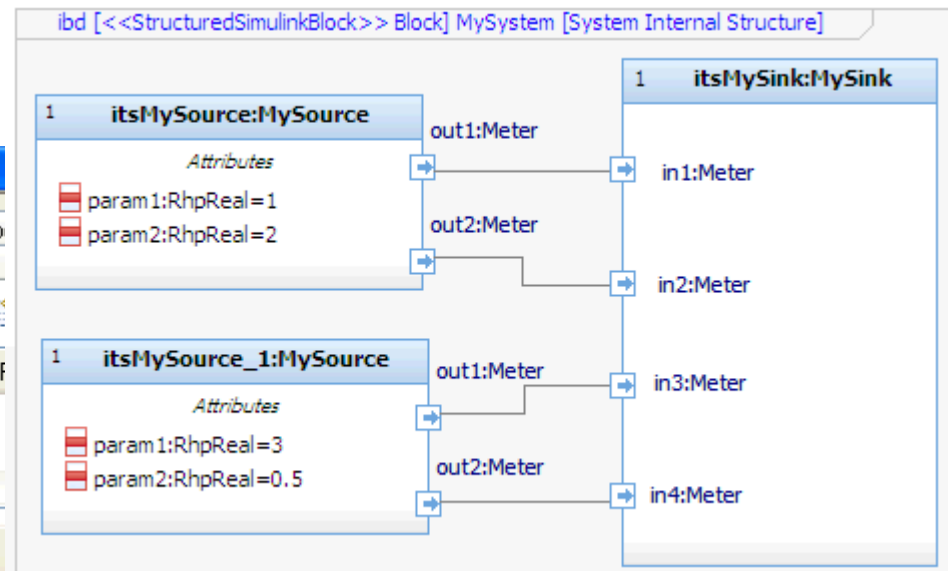 ibd [<<StructuredSimulinkBlock>> Block] MySystem [System Internal Structure]
1 itsMySource:MySource
Attributes
param1:RhpReal=1
param2:RhpReal=2
out1:Meter
out2:Meter
1 itsMySource_1:MySource
Attributes
param1:RhpReal=3
param2:RhpReal=0.5
out1:Meter
out2:Meter
1 itsMySink:MySink
in1:Meter
in2:Meter
in3:Meter
in4:Meter